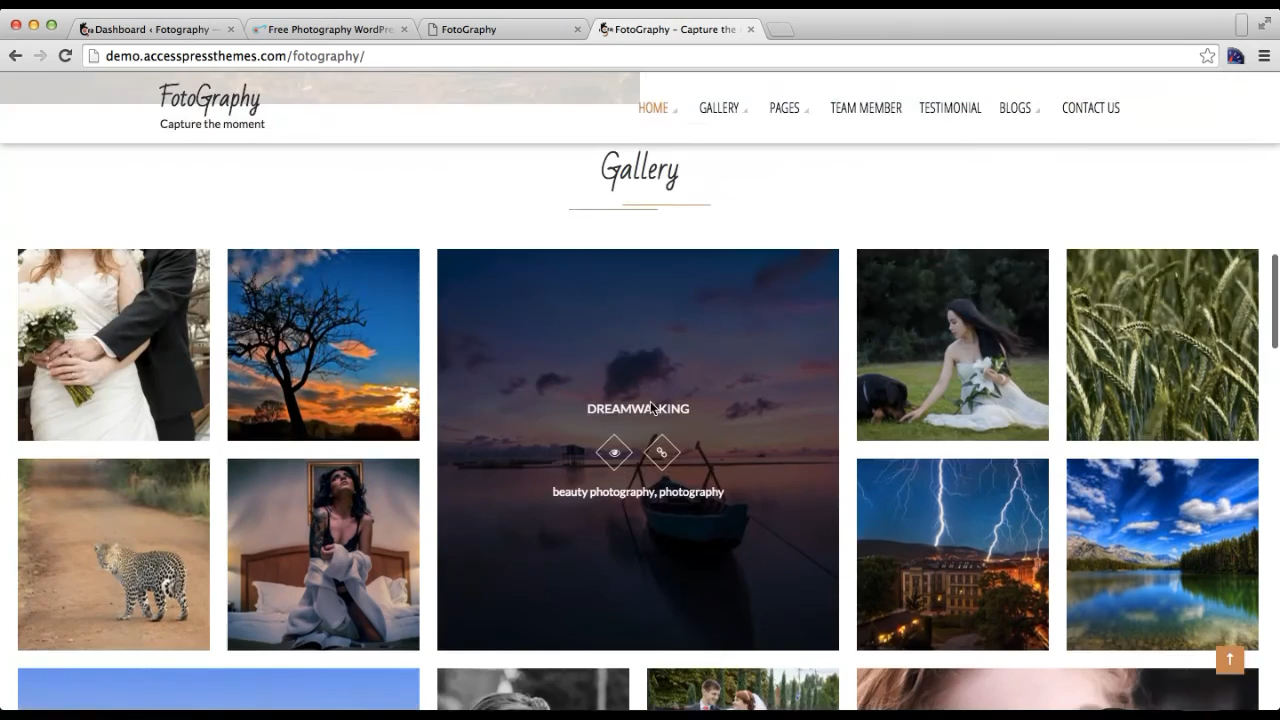 Dashboard ‹ Fotography —
Free Photography WordPre
FotoGraphy
FotoGraphy – Capture the
demo.accesspressthemes.com/fotography/
FotoGraphy
Capture the moment
HOME GALLERY PAGES TEAM MEMBER TESTIMONIAL BLOGS CONTACT US
Gallery
DREAMWALKING
beauty photography, photography